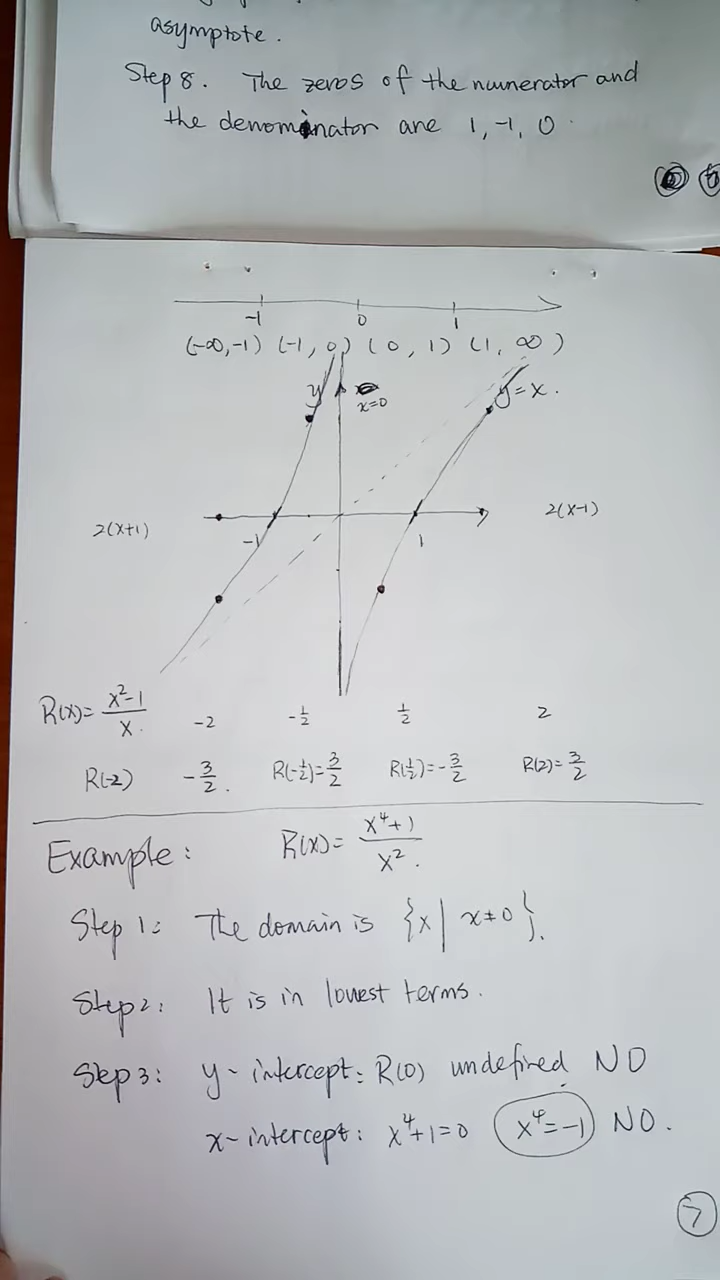 asymptote.
Step 8. The zeros of the numerator and
the denominator are 1, -1, 0.
-1 0 1
(-∞,-1) (-1, 0) (0, 1) (1, ∞)
y x=0 y=x.
2(x+1) 2(x-1)
-1 1
R(x)= x²-1 / x. -2 -1/2 1/2 2
R(-2) -3/2. R(-1/2)=3/2 R(1/2)=-3/2 R(2)=3/2
Example: R(x)= x⁴+1 / x².
Step 1: The domain is {x| x≠0}.
Step2: It is in lowest terms.
Step3: y-intercept: R(0) undefined NO
x-intercept: x⁴+1=0 x⁴=-1 NO.
7